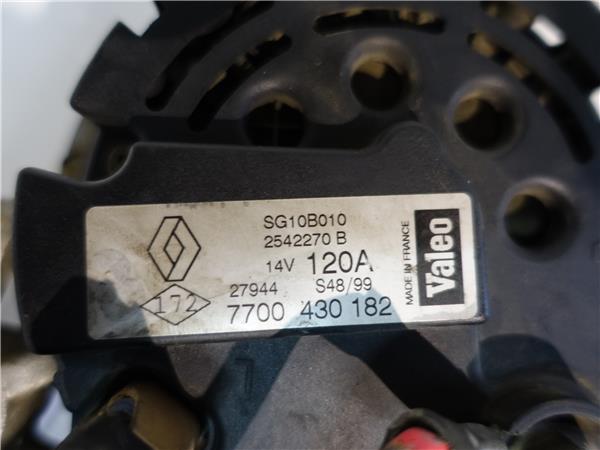 SG10B010
2542270 B
14V 120A
27944 S48/99
172
7700 430 182
MADE IN FRANCE
Valeo